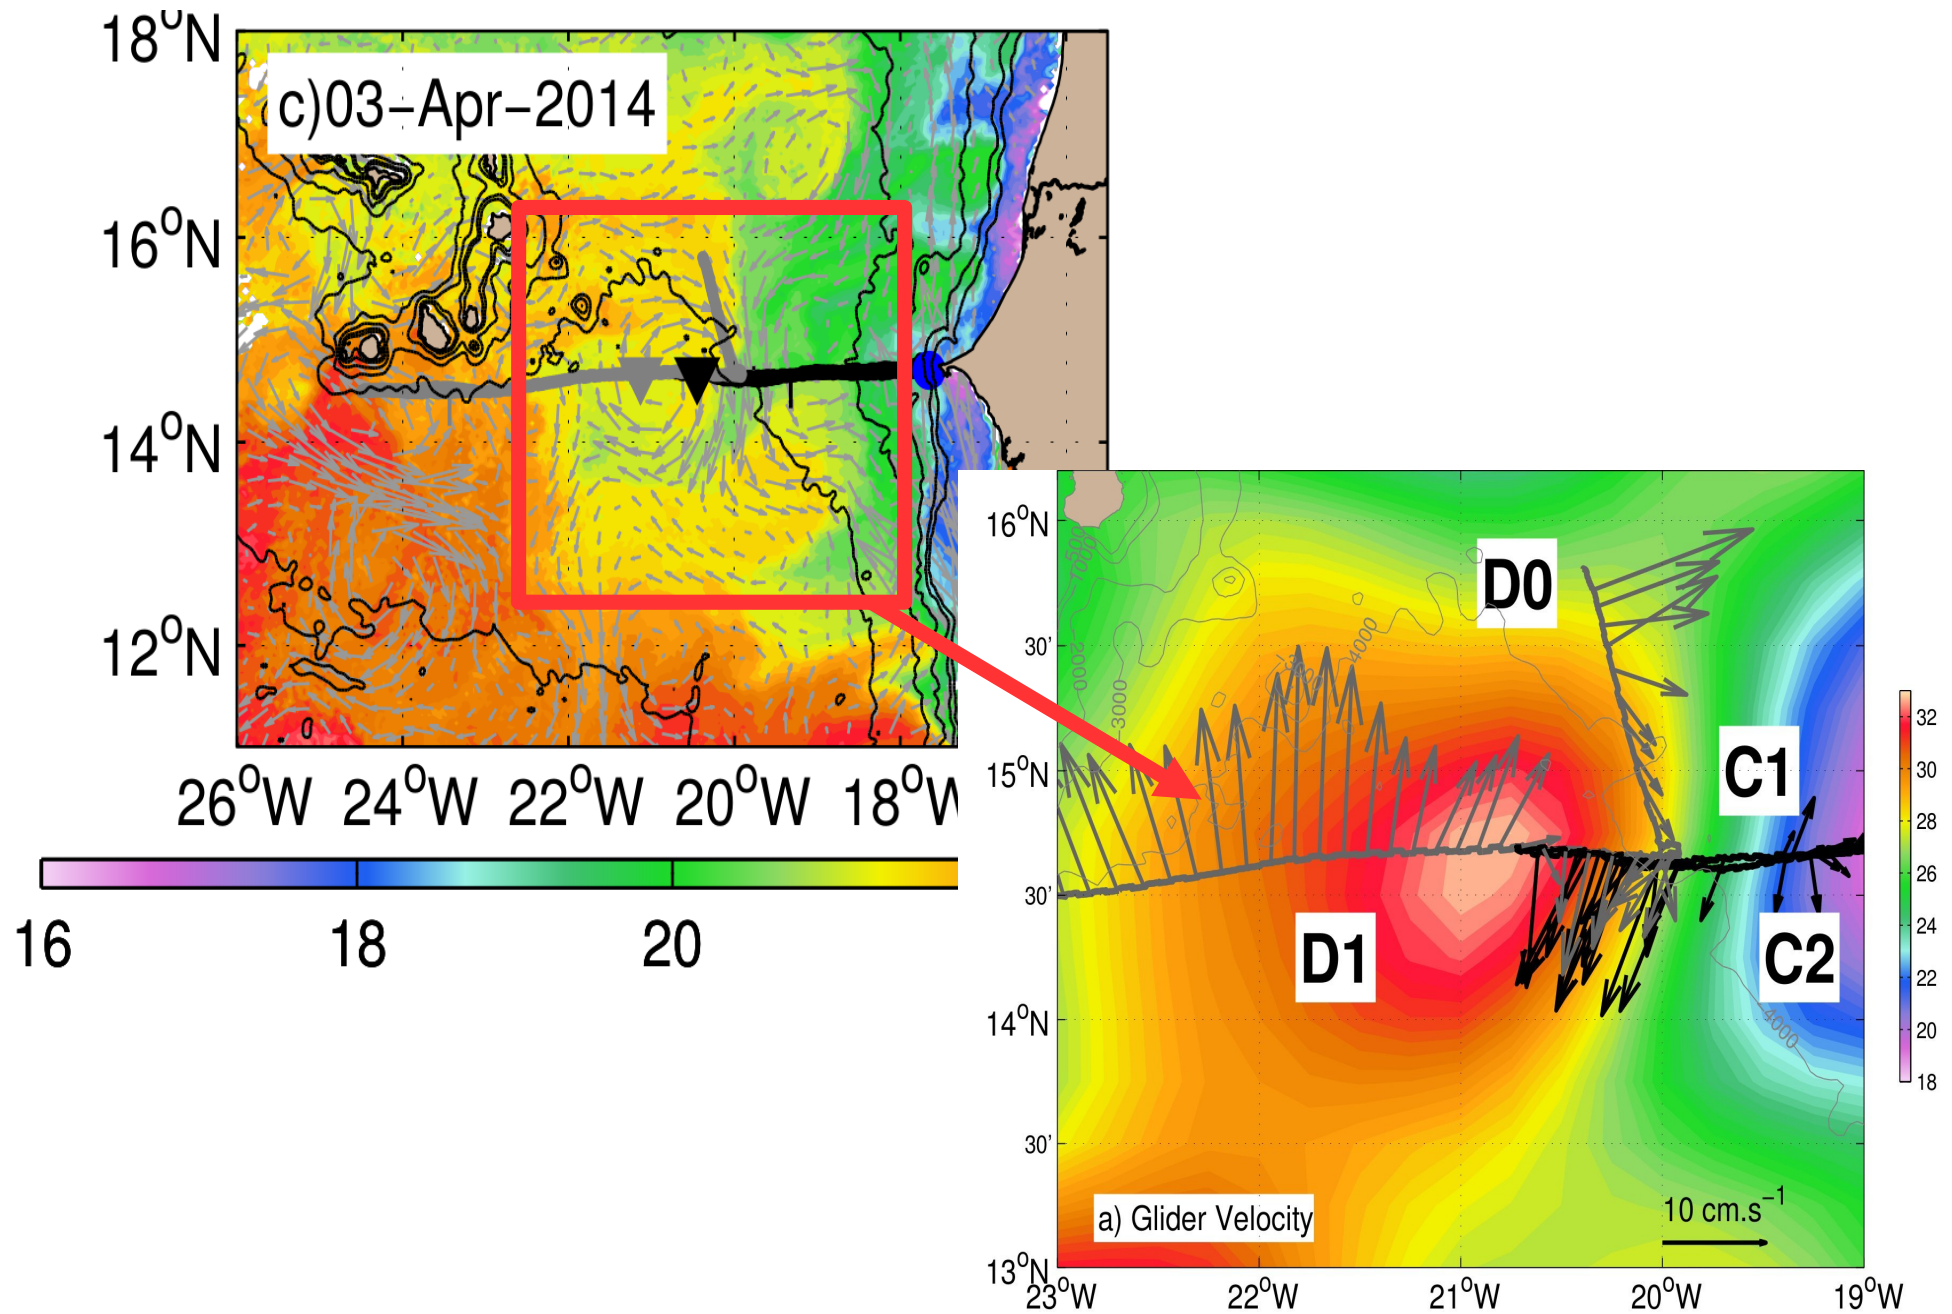 18°N
c)03−Apr−2014
16°N
14°N
12°N
26°W 24°W 22°W 20°W 18°W
16 18 20
16°N
30'
15°N
30'
14°N
30'
13°N
23°W 22°W 21°W 20°W 19°W
D0
C1
D1
C2
1000
2000
3000
4000
4000
a) Glider Velocity
10 cm.s⁻¹
32
30
28
26
24
22
20
18